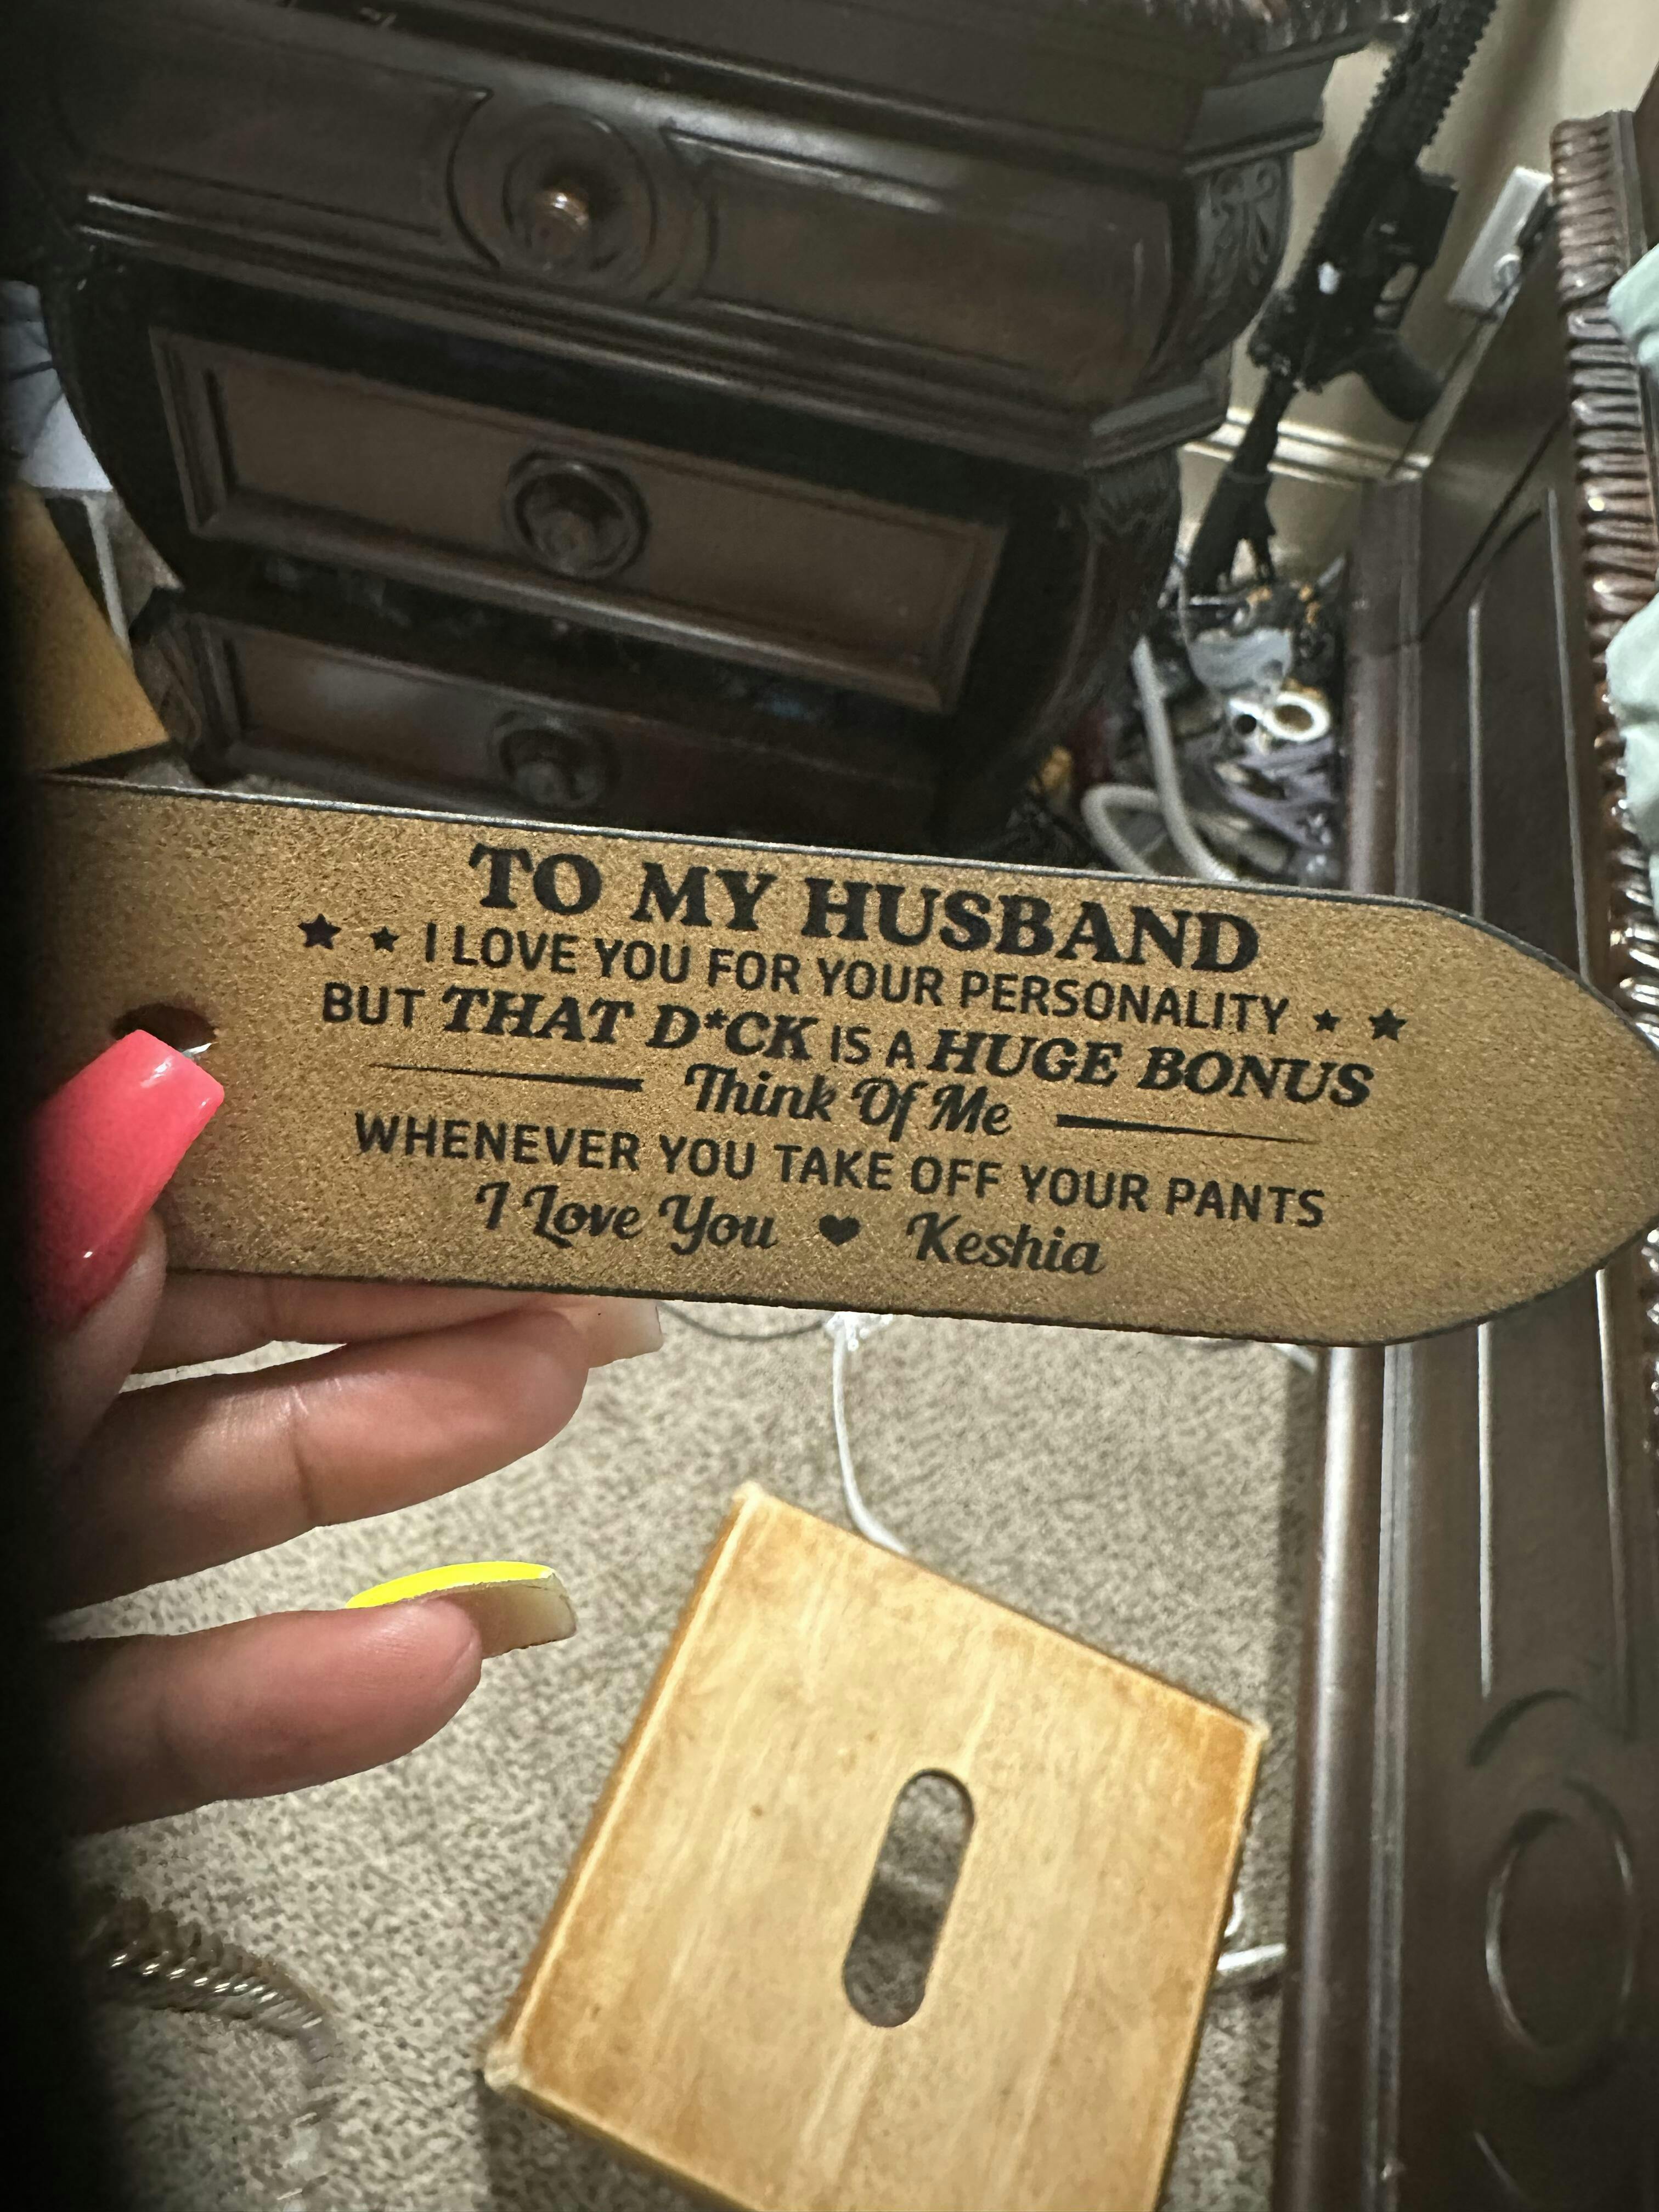 TO MY HUSBAND
I LOVE YOU FOR YOUR PERSONALITY
BUT THAT D*CK IS A HUGE BONUS
Think Of Me
WHENEVER YOU TAKE OFF YOUR PANTS
I Love You ♥ Keshia